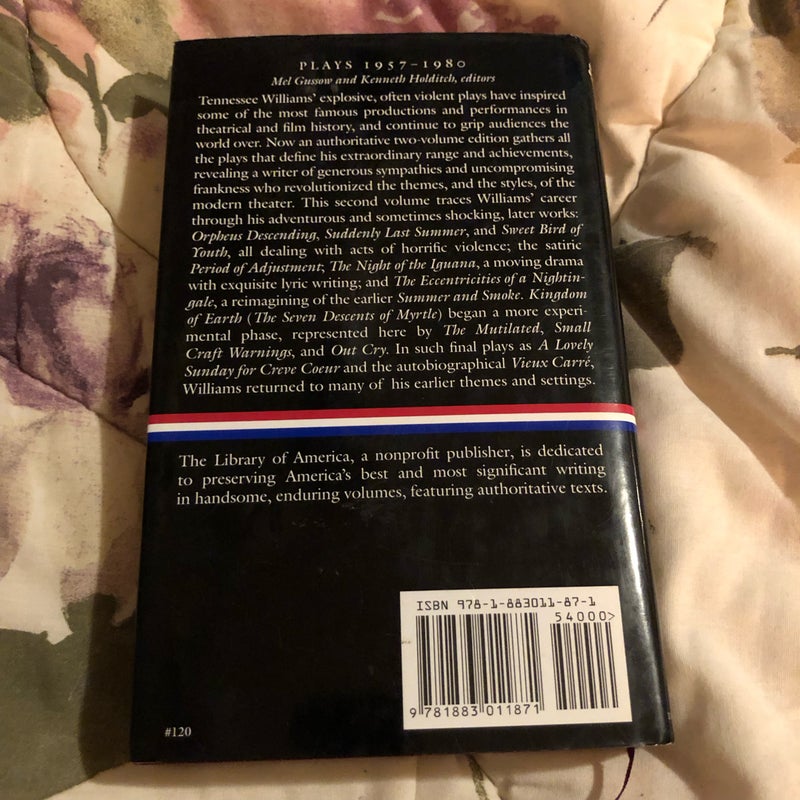 PLAYS 1957–1980
Mel Gussow and Kenneth Holditch, editors
Tennessee Williams' explosive, often violent plays have inspired
some of the most famous productions and performances in
theatrical and film history, and continue to grip audiences the
world over. Now an authoritative two-volume edition gathers all
the plays that define his extraordinary range and achievements,
revealing a writer of generous sympathies and uncompromising
frankness who revolutionized the themes, and the styles, of the
modern theater. This second volume traces Williams' career
through his adventurous and sometimes shocking, later works:
Orpheus Descending, Suddenly Last Summer, and Sweet Bird of
Youth, all dealing with acts of horrific violence; the satiric
Period of Adjustment; The Night of the Iguana, a moving drama
with exquisite lyric writing; and The Eccentricities of a Nightin-
gale, a reimagining of the earlier Summer and Smoke. Kingdom
of Earth (The Seven Descents of Myrtle) began a more experi-
mental phase, represented here by The Mutilated, Small
Craft Warnings, and Out Cry. In such final plays as A Lovely
Sunday for Creve Coeur and the autobiographical Vieux Carré,
Williams returned to many of his earlier themes and settings.
The Library of America, a nonprofit publisher, is dedicated
to preserving America's best and most significant writing
in handsome, enduring volumes, featuring authoritative texts.
ISBN 978-1-883011-87-1
54000>
9 781883 011871
#120